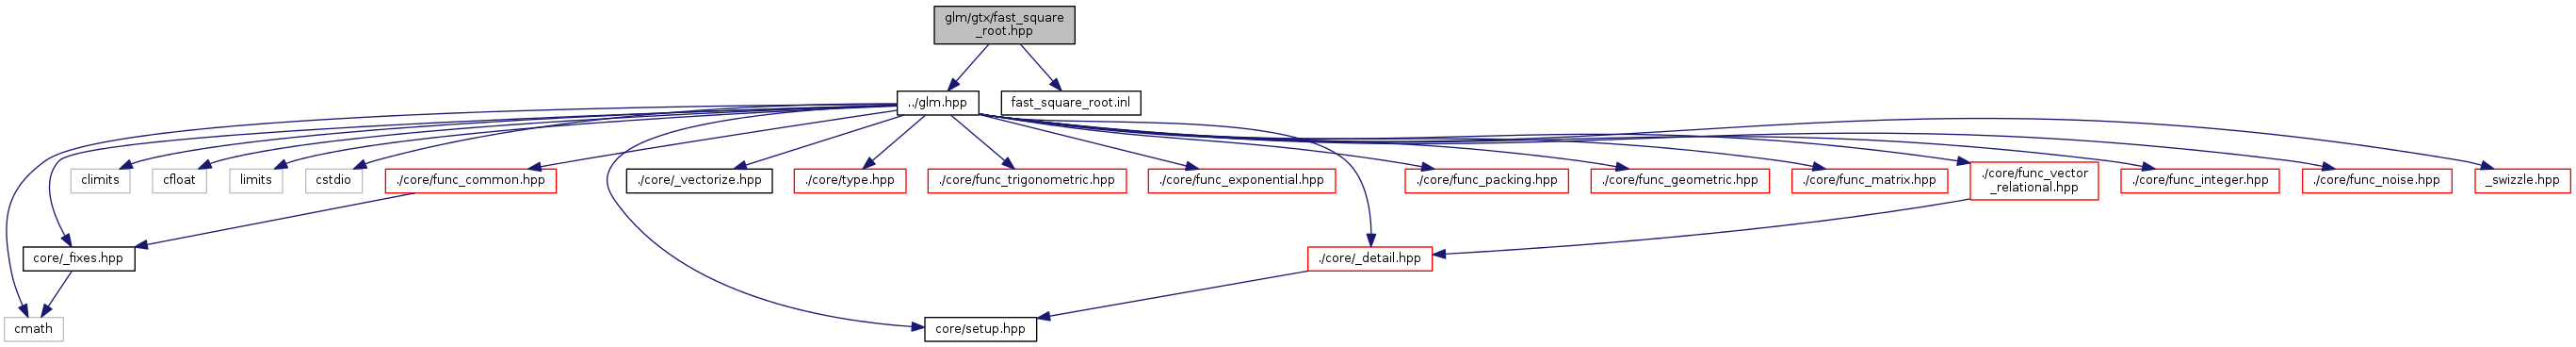 glm/gtx/fast_square
_root.hpp
../glm.hpp
fast_square_root.inl
climits
cfloat
limits
cstdio
./core/func_common.hpp
./core/_vectorize.hpp
./core/type.hpp
./core/func_trigonometric.hpp
./core/func_exponential.hpp
./core/func_packing.hpp
./core/func_geometric.hpp
./core/func_matrix.hpp
./core/func_vector
_relational.hpp
./core/func_integer.hpp
./core/func_noise.hpp
_swizzle.hpp
core/_fixes.hpp
./core/_detail.hpp
cmath
core/setup.hpp